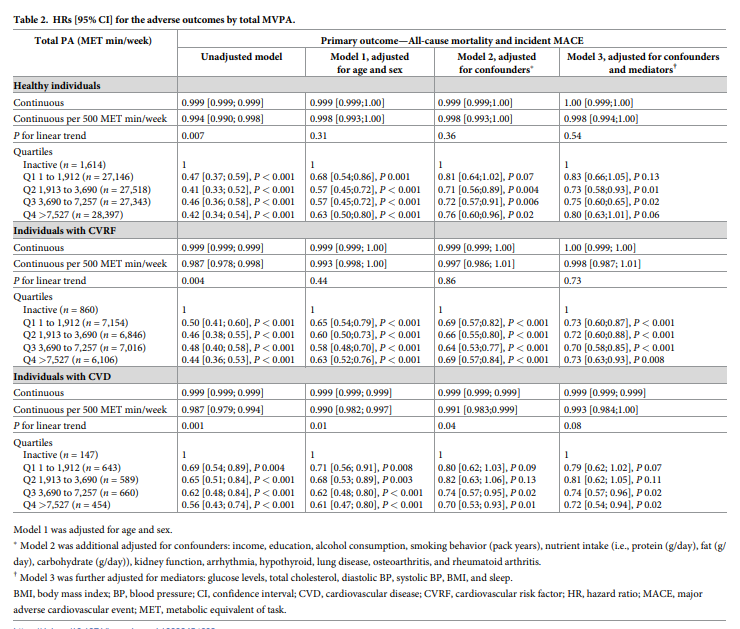 Table 2. HRs [95% CI] for the adverse outcomes by total MVPA.
Total PA (MET min/week) Primary outcome—All-cause mortality and incident MACE
Unadjusted model Model 1, adjusted for age and sex Model 2, adjusted for confounders* Model 3, adjusted for confounders and mediators†
Healthy individuals
Continuous 0.999 [0.999; 0.999] 0.999 [0.999;1.00] 0.999 [0.999;1.00] 1.00 [0.999;1.00]
Continuous per 500 MET min/week 0.994 [0.990; 0.998] 0.998 [0.993;1.00] 0.998 [0.993;1.00] 0.998 [0.994;1.00]
P for linear trend 0.007 0.31 0.36 0.54
Quartiles
Inactive (n = 1,614) 1 1 1 1
Q1 1 to 1,912 (n = 27,146) 0.47 [0.37; 0.59], P < 0.001 0.68 [0.54;0.86], P 0.001 0.81 [0.64;1.02], P 0.07 0.83 [0.66;1.05], P 0.13
Q2 1,913 to 3,690 (n = 27,518) 0.41 [0.33; 0.52], P < 0.001 0.57 [0.45;0.72], P < 0.001 0.71 [0.56;0.89], P 0.004 0.73 [0.58;0.93], P 0.01
Q3 3,690 to 7,257 (n = 27,343) 0.46 [0.36; 0.58], P < 0.001 0.57 [0.45;0.72], P < 0.001 0.72 [0.57;0.91], P 0.006 0.75 [0.60;0.65], P 0.02
Q4 >7,527 (n = 28,397) 0.42 [0.34; 0.54], P < 0.001 0.63 [0.50;0.80], P < 0.001 0.76 [0.60;0.96], P 0.02 0.80 [0.63;1.01], P 0.06
Individuals with CVRF
Continuous 0.999 [0.999; 0.999] 0.999 [0.999; 1.00] 0.999 [0.999; 1.00] 1.00 [0.999; 1.00]
Continuous per 500 MET min/week 0.987 [0.978; 0.998] 0.993 [0.998; 1.00] 0.997 [0.986; 1.01] 0.998 [0.987; 1.01]
P for linear trend 0.004 0.44 0.86 0.73
Quartiles
Inactive (n = 860) 1 1 1 1
Q1 1 to 1,912 (n = 7,154) 0.50 [0.41; 0.60], P < 0.001 0.65 [0.54;0.79], P < 0.001 0.69 [0.57;0.82], P < 0.001 0.73 [0.60;0.87], P < 0.001
Q2 1,913 to 3,690 (n = 6,846) 0.46 [0.38; 0.55], P < 0.001 0.60 [0.50;0.73], P < 0.001 0.66 [0.55;0.80], P < 0.001 0.72 [0.60;0.88], P < 0.001
Q3 3,690 to 7,257 (n = 7,016) 0.48 [0.40; 0.58], P < 0.001 0.58 [0.48;0.70], P < 0.001 0.64 [0.53;0.77], P < 0.001 0.70 [0.58;0.85], P < 0.001
Q4 >7,527 (n = 6,106) 0.44 [0.36; 0.53], P < 0.001 0.63 [0.52;0.76], P < 0.001 0.69 [0.57;0.84], P < 0.001 0.73 [0.63;0.93], P 0.008
Individuals with CVD
Continuous 0.999 [0.999; 0.999] 0.999 [0.999; 0.999] 0.999 [0.999; 0.999] 0.999 [0.999; 0.999]
Continuous per 500 MET min/week 0.987 [0.979; 0.994] 0.990 [0.982; 0.997] 0.991 [0.983;0.999] 0.993 [0.984;1.00]
P for linear trend 0.001 0.01 0.04 0.08
Quartiles
Inactive (n = 147) 1 1 1 1
Q1 1 to 1,912 (n = 643) 0.69 [0.54; 0.89], P 0.004 0.71 [0.56; 0.91], P 0.008 0.80 [0.62; 1.03], P 0.09 0.79 [0.62; 1.02], P 0.07
Q2 1,913 to 3,690 (n = 589) 0.65 [0.51; 0.84], P < 0.001 0.68 [0.53; 0.89], P 0.003 0.82 [0.63; 1.06], P 0.13 0.81 [0.62; 1.05], P 0.11
Q3 3,690 to 7,257 (n = 660) 0.62 [0.48; 0.84], P < 0.001 0.62 [0.48; 0.80], P < 0.001 0.74 [0.57; 0.95], P 0.02 0.74 [0.57; 0.96], P 0.02
Q4 >7,527 (n = 454) 0.56 [0.43; 0.74], P < 0.001 0.61 [0.47; 0.80], P < 0.001 0.70 [0.53; 0.93], P 0.01 0.72 [0.54; 0.94], P 0.02
Model 1 was adjusted for age and sex.
* Model 2 was additional adjusted for confounders: income, education, alcohol consumption, smoking behavior (pack years), nutrient intake (i.e., protein (g/day), fat (g/
day), carbohydrate (g/day)), kidney function, arrhythmia, hypothyroid, lung disease, osteoarthritis, and rheumatoid arthritis.
† Model 3 was further adjusted for mediators: glucose levels, total cholesterol, diastolic BP, systolic BP, BMI, and sleep.
BMI, body mass index; BP, blood pressure; CI, confidence interval; CVD, cardiovascular disease; CVRF, cardiovascular risk factor; HR, hazard ratio; MACE, major
adverse cardiovascular event; MET, metabolic equivalent of task.